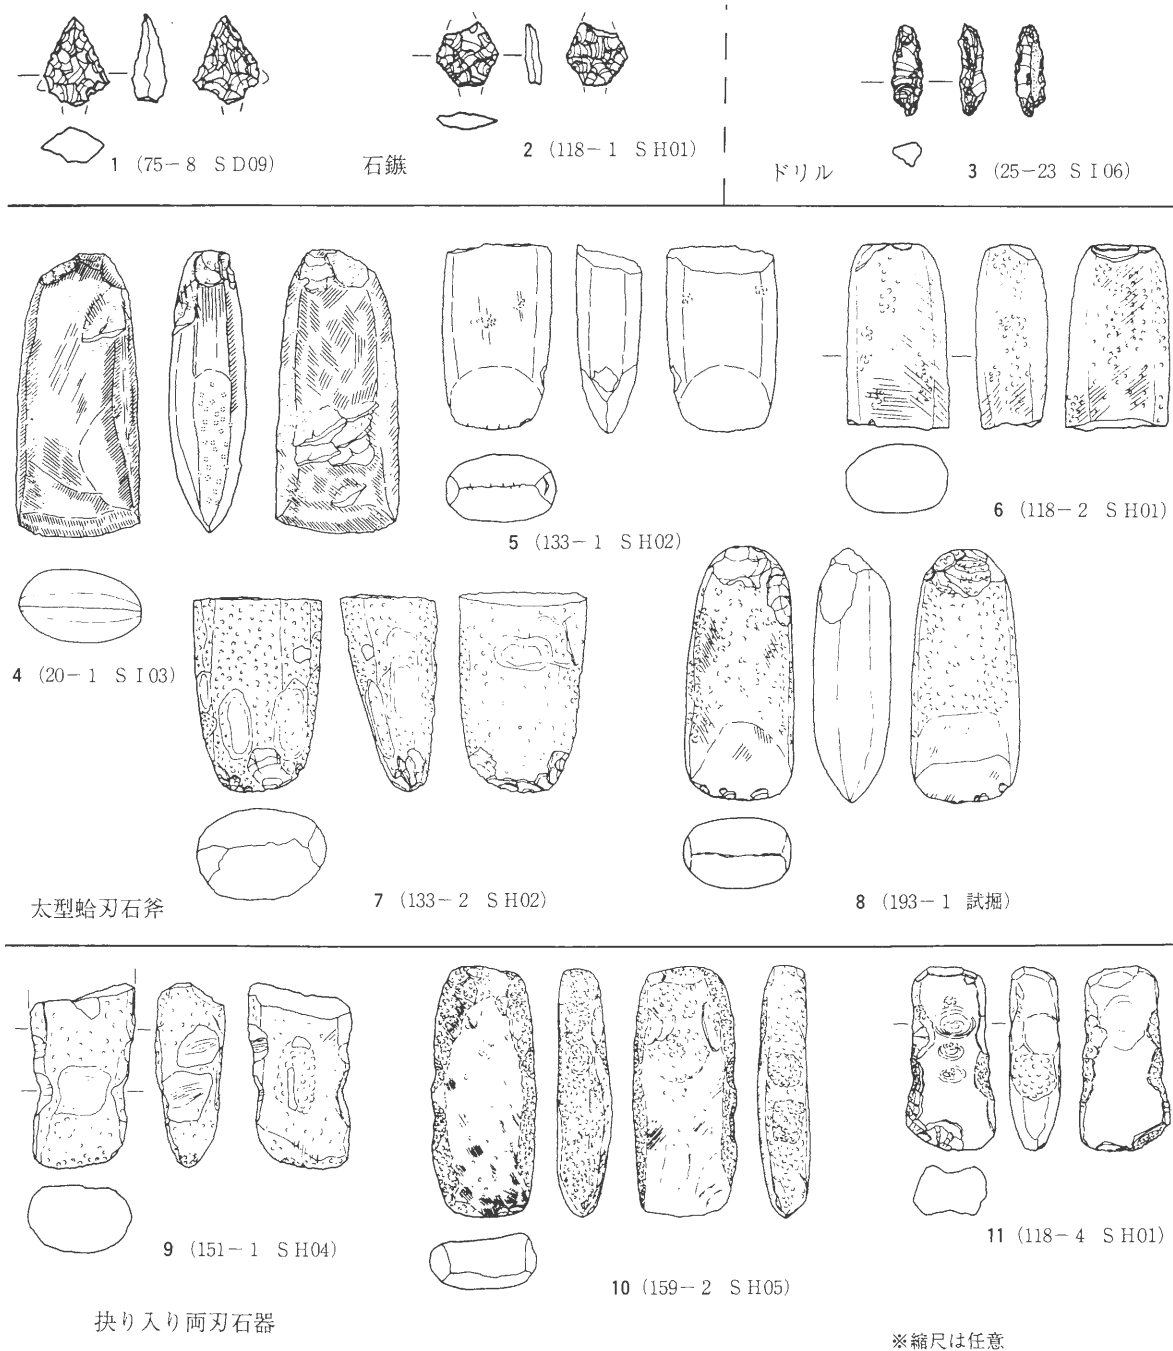 1 (75-8 SD09)
石鏃
2 (118-1 SH01)
ドリル
3 (25-23 SI06)
4 (20-1 SI03)
5 (133-1 SH02)
6 (118-2 SH01)
7 (133-2 SH02)
8 (193-1 試掘)
太型蛤刃石斧
9 (151-1 SH04)
10 (159-2 SH05)
11 (118-4 SH01)
抉り入り両刃石器
※縮尺は任意